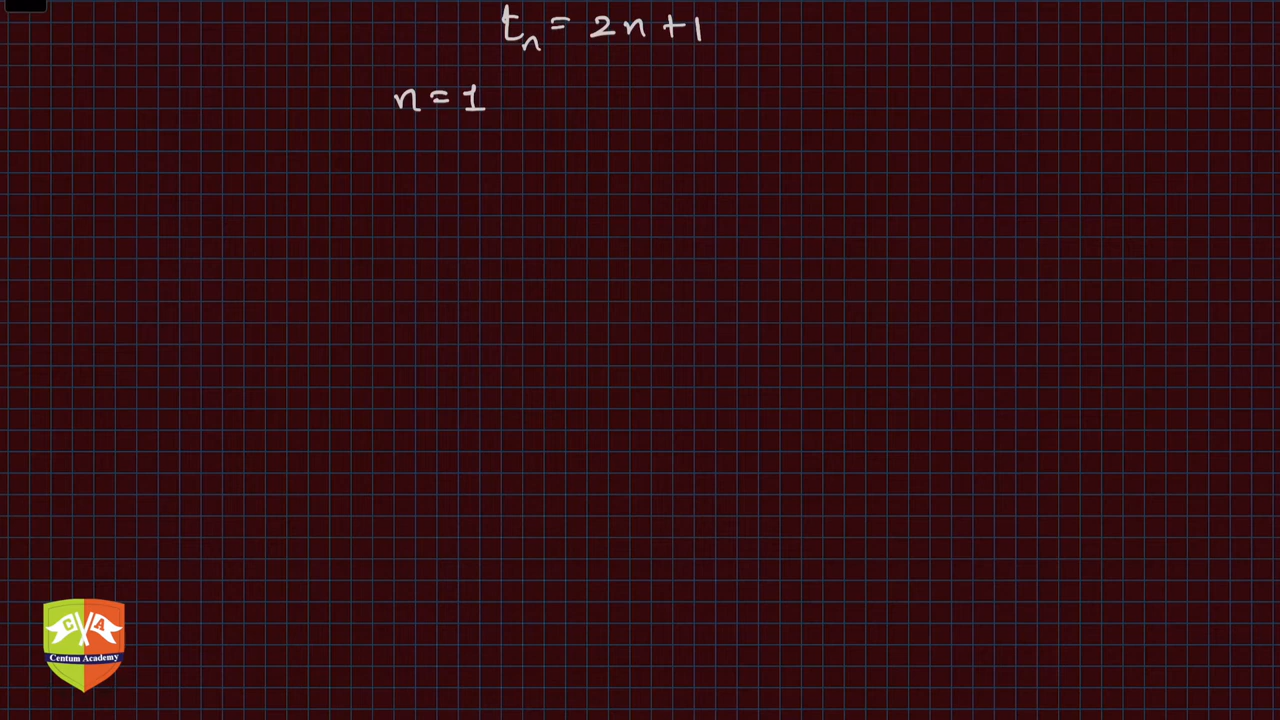 tₙ = 2n + 1
n = 1
C A
Centum Academy